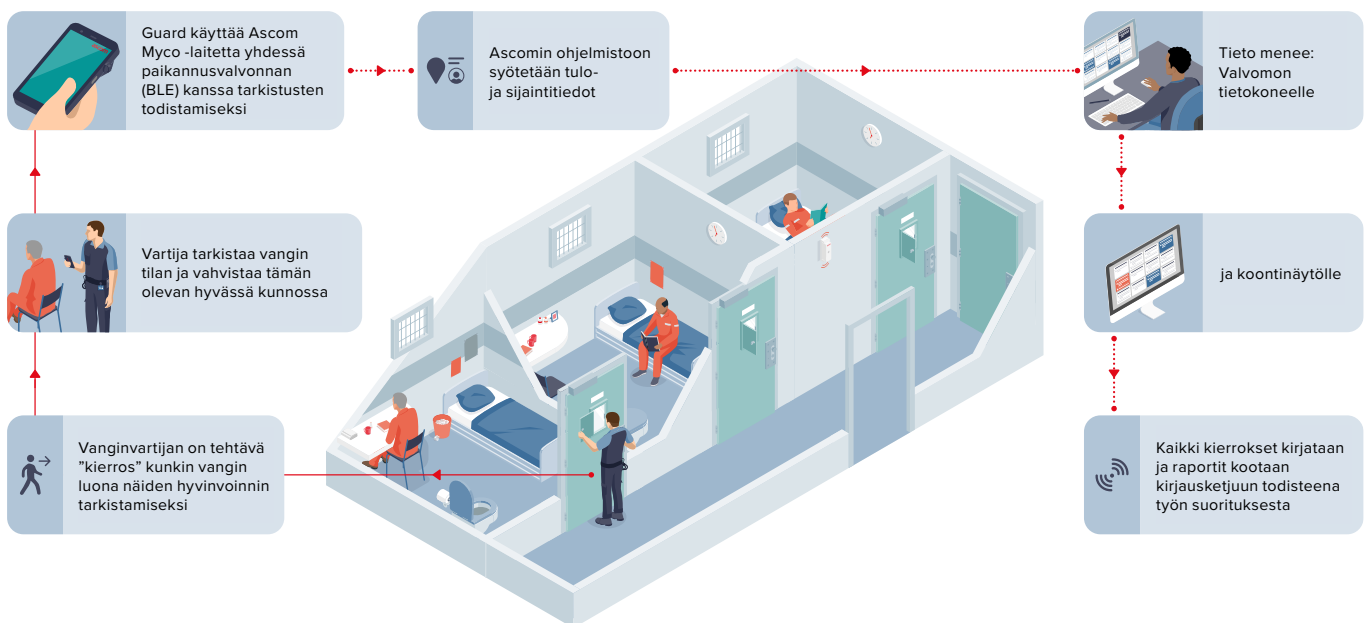 Guard käyttää Ascom
Myco -laitetta yhdessä
paikannusvalvonnan
(BLE) kanssa tarkistusten
todistamiseksi
Ascomin ohjelmistoon
syötetään tulo-
ja sijaintitiedot
Tieto menee:
Valvomon
tietokoneelle
Vartija tarkistaa vangin
tilan ja vahvistaa tämän
olevan hyvässä kunnossa
ja koontinäytölle
Vanginvartijan on tehtävä
"kierros" kunkin vangin
luona näiden hyvinvoinnin
tarkistamiseksi
Kaikki kierrokset kirjataan
ja raportit kootaan
kirjausketjuun todisteena
työn suorituksesta